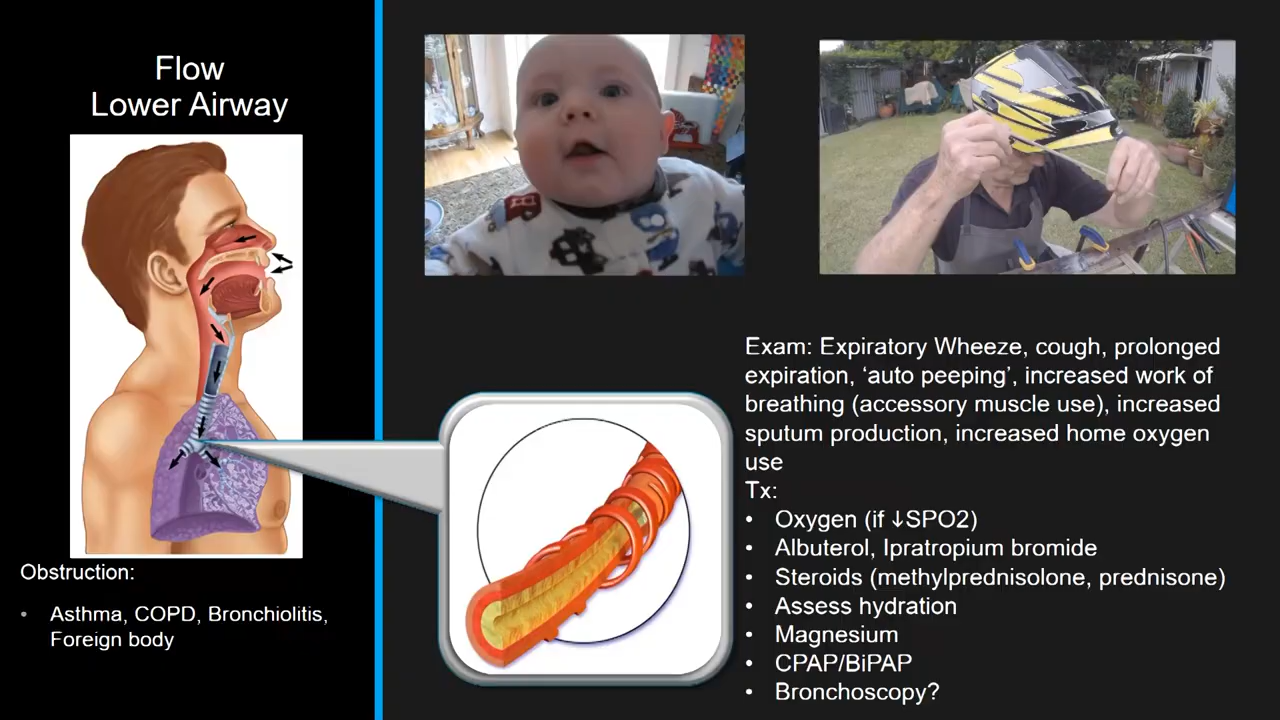 Flow
Lower Airway
Obstruction:
• Asthma, COPD, Bronchiolitis,
Foreign body
Exam: Expiratory Wheeze, cough, prolonged
expiration, ‘auto peeping’, increased work of
breathing (accessory muscle use), increased
sputum production, increased home oxygen
use
Tx:
• Oxygen (if ↓SPO2)
• Albuterol, Ipratropium bromide
• Steroids (methylprednisolone, prednisone)
• Assess hydration
• Magnesium
• CPAP/BiPAP
• Bronchoscopy?